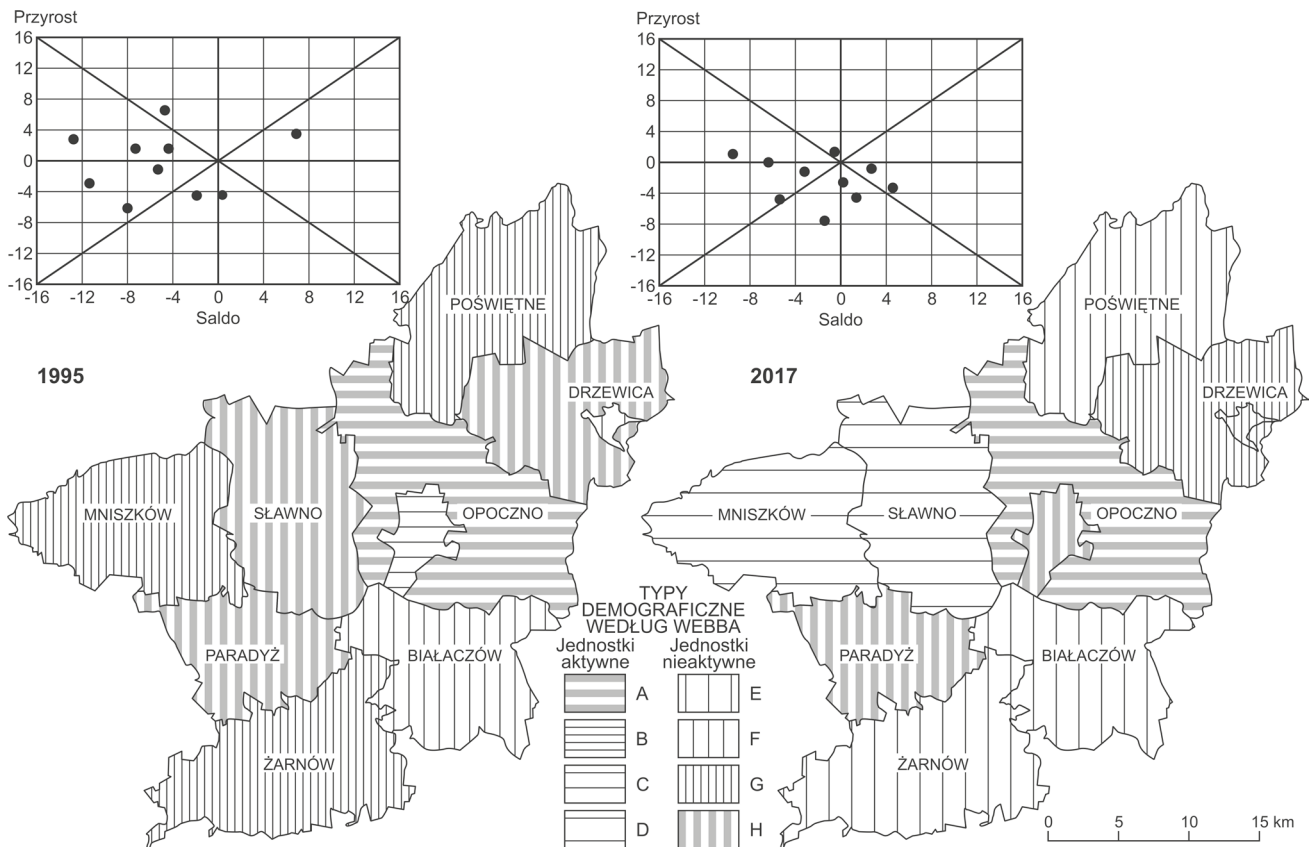 Przyrost
16
12
8
4
0
-4
-8
-12
-16
-16 -12 -8 -4 0 4 8 12 16
Saldo
Przyrost
16
12
8
4
0
-4
-8
-12
-16
-16 -12 -8 -4 0 4 8 12 16
Saldo
1995
POŚWIĘTNE
DRZEWICA
MNISZKÓW
SŁAWNO
OPOCZNO
PARADYŻ
BIAŁACZÓW
ŻARNÓW
2017
POŚWIĘTNE
DRZEWICA
MNISZKÓW
SŁAWNO
OPOCZNO
PARADYŻ
BIAŁACZÓW
ŻARNÓW
TYPY
DEMOGRAFICZNE
WEDŁUG WEBBA
Jednostki aktywne
Jednostki nieaktywne
A
B
C
D
E
F
G
H
0 5 10 15 km